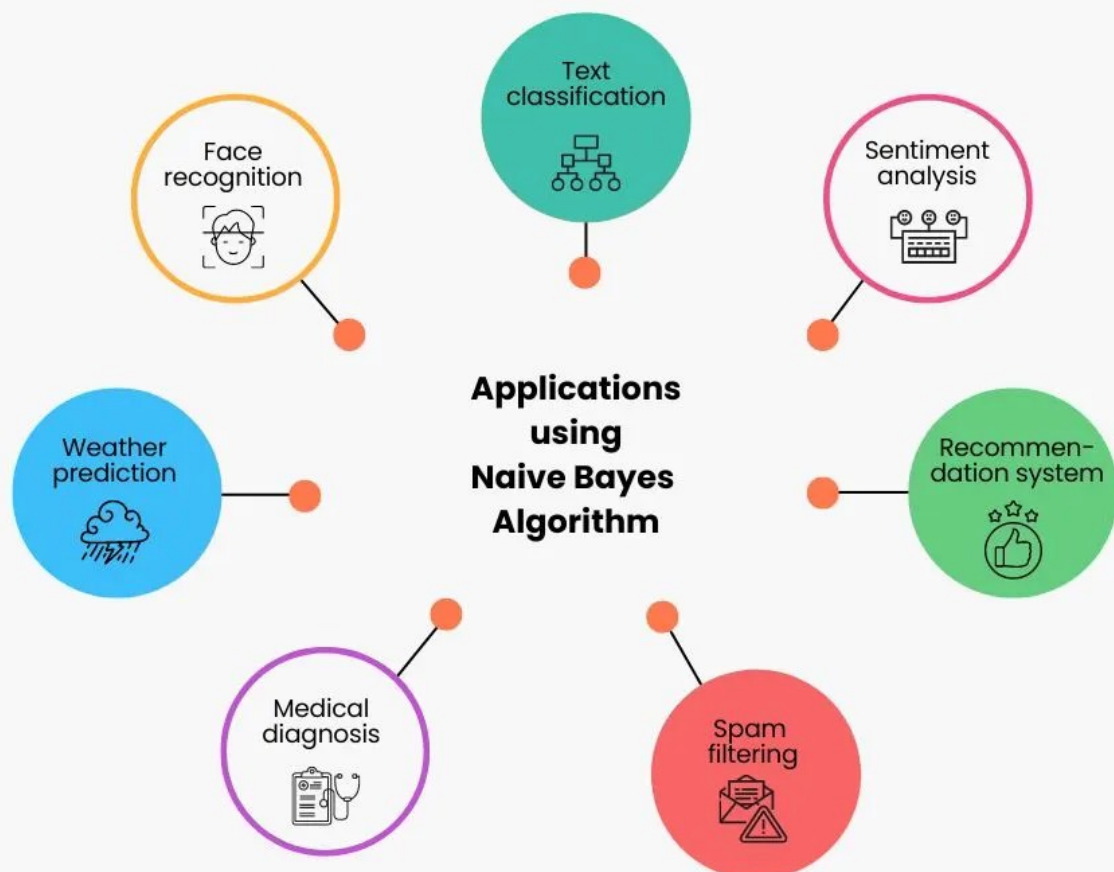 Text
classification
Face
recognition
Sentiment
analysis
Applications
using
Naive Bayes
Algorithm
Weather
prediction
Recommen-
dation system
Medical
diagnosis
Spam
filtering